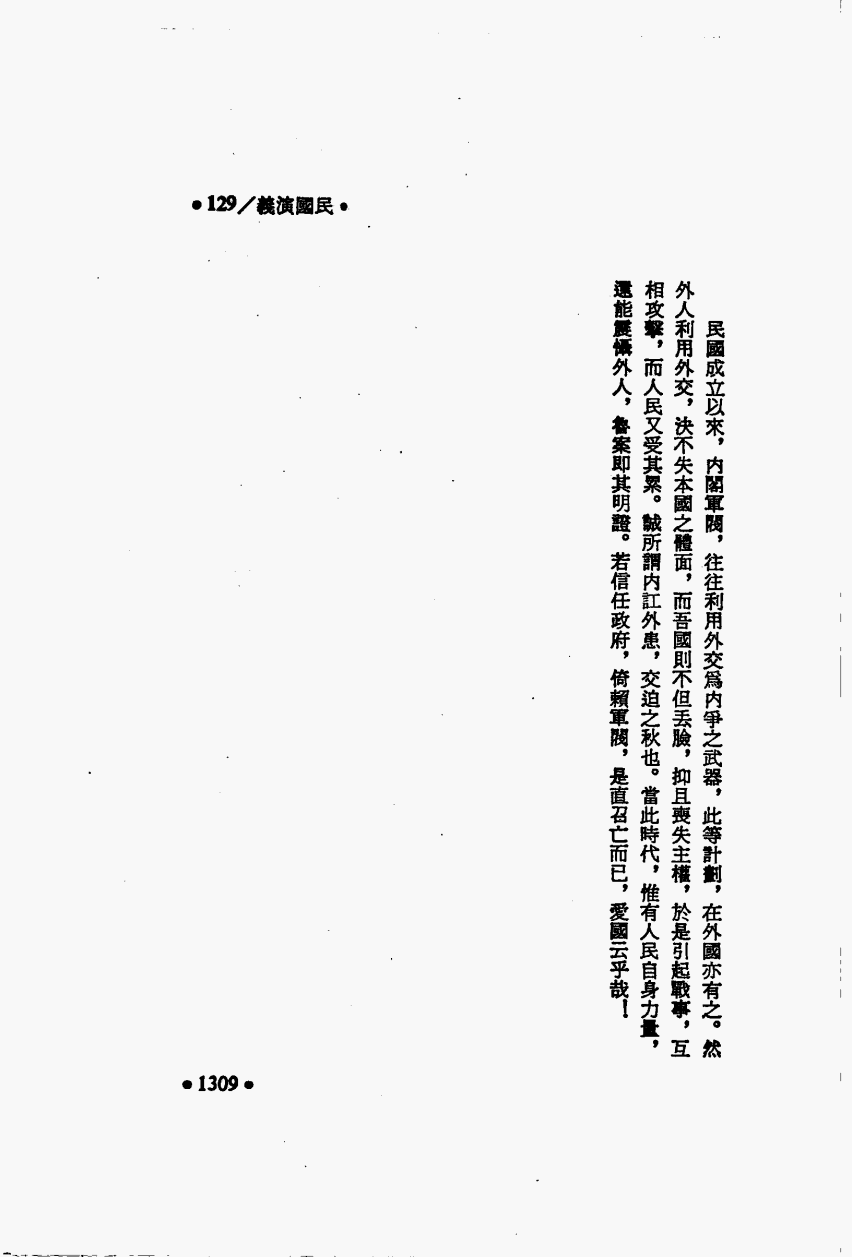 •129/義演國民•
民國成立以來，內閣軍閥，往往利用外交爲內爭之武器，此等計劃，在外國亦有之。然
外人利用外交，決不失本國之體面，而吾國則不但丟臉，抑且喪失主權，於是引起戰事，互
相攻擊，而人民又受其累。誠所謂內訌外患，交迫之秋也。當此時代，惟有人民自身力量，
還能震懾外人，魯案即其明證。若信任政府，倚賴軍閥，是直召亡而已，愛國云乎哉！
•1309•